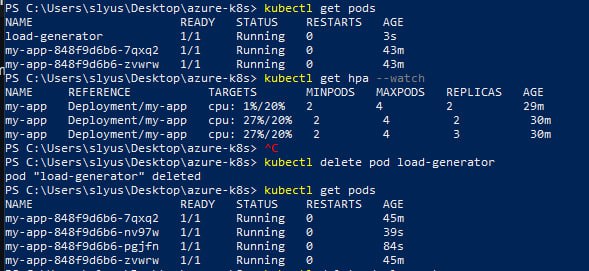 PS C:\Users\slyus\Desktop\azure-k8s> kubectl get pods
NAME READY STATUS RESTARTS AGE
load-generator 1/1 Running 0 3s
my-app-848f9d6b6-7qxq2 1/1 Running 0 43m
my-app-848f9d6b6-zvwrw 1/1 Running 0 43m
PS C:\Users\slyus\Desktop\azure-k8s> kubectl get hpa --watch
NAME REFERENCE TARGETS MINPODS MAXPODS REPLICAS AGE
my-app Deployment/my-app cpu: 1%/20% 2 4 2 29m
my-app Deployment/my-app cpu: 27%/20% 2 4 2 30m
my-app Deployment/my-app cpu: 27%/20% 2 4 3 30m
PS C:\Users\slyus\Desktop\azure-k8s> ^C
PS C:\Users\slyus\Desktop\azure-k8s> kubectl delete pod load-generator
pod "load-generator" deleted
PS C:\Users\slyus\Desktop\azure-k8s> kubectl get pods
NAME READY STATUS RESTARTS AGE
my-app-848f9d6b6-7qxq2 1/1 Running 0 45m
my-app-848f9d6b6-nv97w 1/1 Running 0 39s
my-app-848f9d6b6-pgjfn 1/1 Running 0 84s
my-app-848f9d6b6-zvwrw 1/1 Running 0 45m